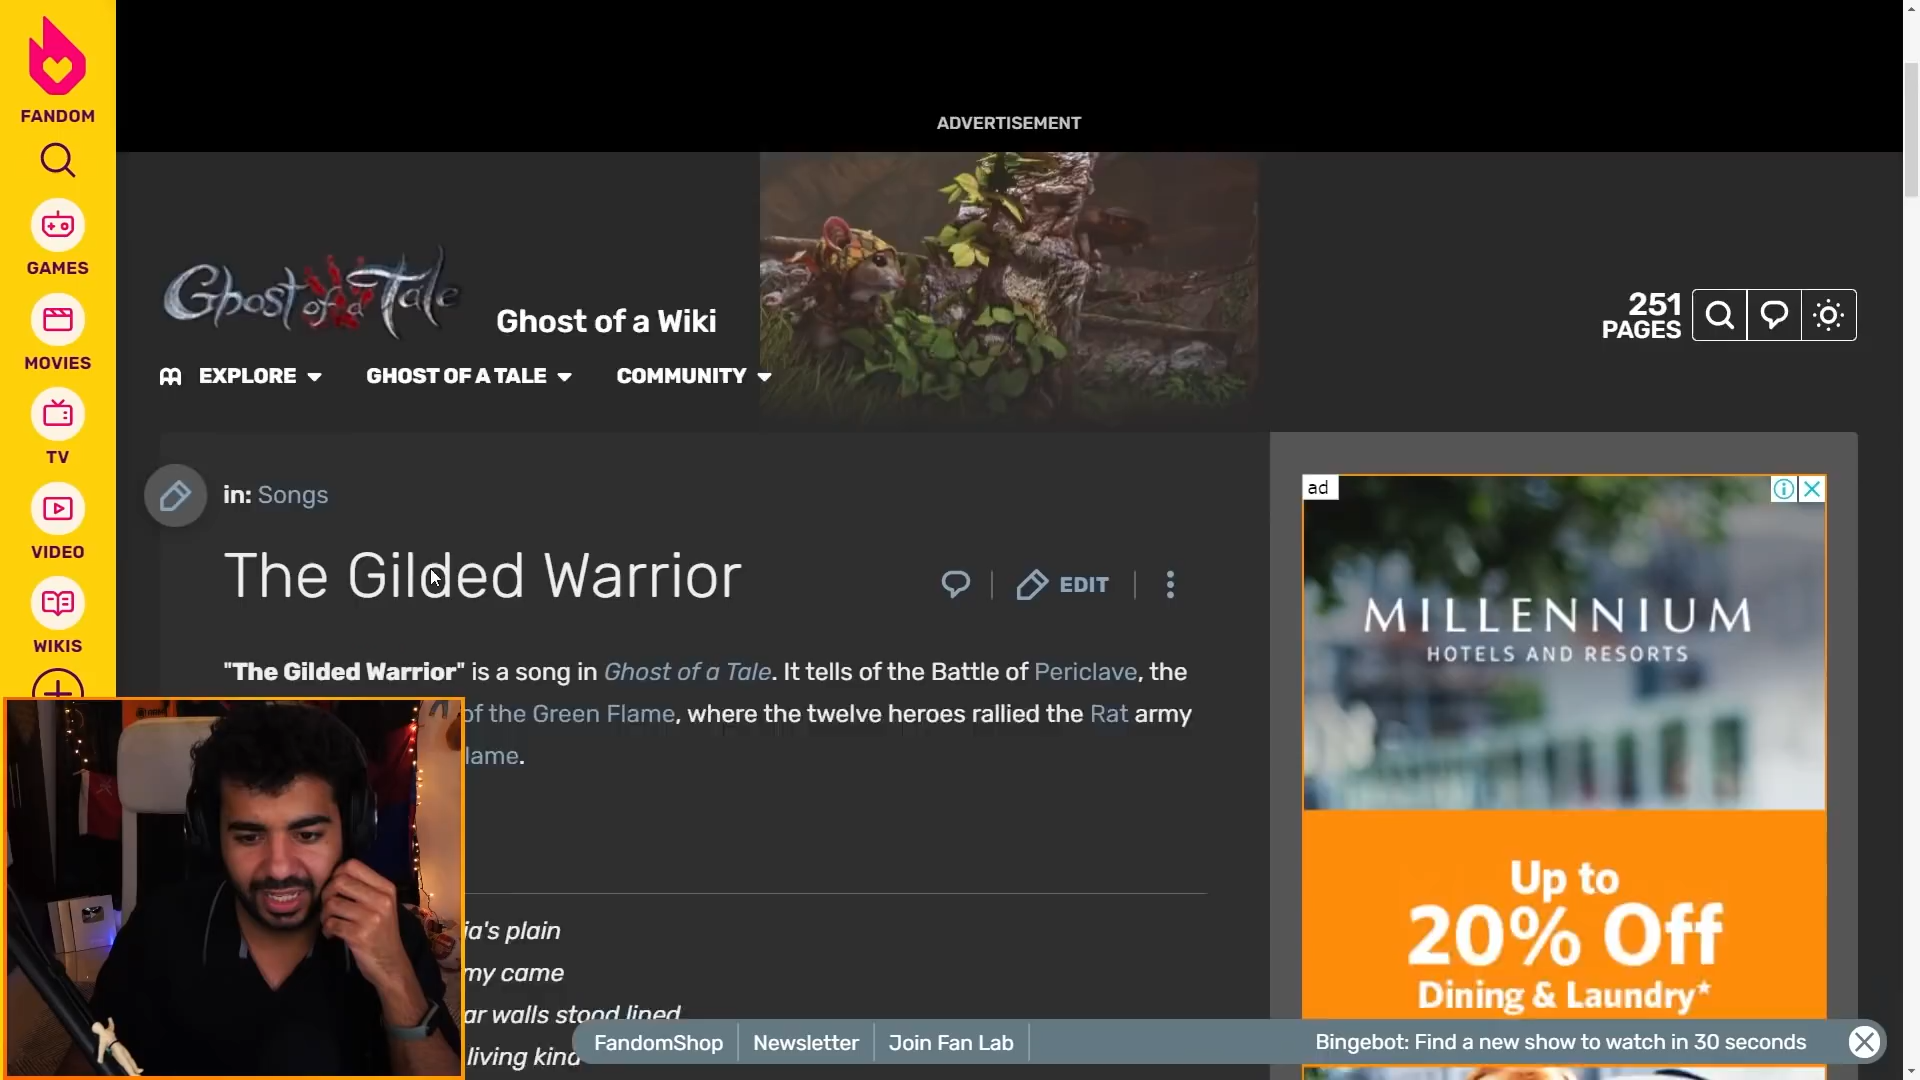 FANDOM
GAMES
MOVIES
TV
VIDEO
WIKIS
ADVERTISEMENT
Ghost of a Tale
Ghost of a Wiki
251
PAGES
EXPLORE
GHOST OF A TALE
COMMUNITY
in: Songs
The Gilded Warrior
EDIT
"The Gilded Warrior" is a song in Ghost of a Tale. It tells of the Battle of Periclave, the
of the Green Flame, where the twelve heroes rallied the Rat army
lame.
ia's plain
my came
ar walls stood lined
living kind
ad
MILLENNIUM
HOTELS AND RESORTS
Up to
20% Off
Dining & Laundry*
FandomShop
Newsletter
Join Fan Lab
Bingebot: Find a new show to watch in 30 seconds